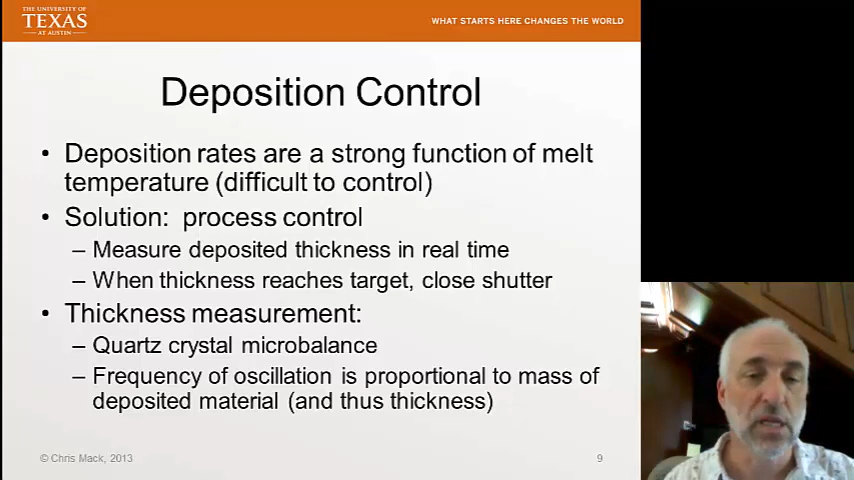 THE UNIVERSITY OF
TEXAS
AT AUSTIN
WHAT STARTS HERE CHANGES THE WORLD
Deposition Control
• Deposition rates are a strong function of melt
temperature (difficult to control)
• Solution: process control
– Measure deposited thickness in real time
– When thickness reaches target, close shutter
• Thickness measurement:
– Quartz crystal microbalance
– Frequency of oscillation is proportional to mass of
deposited material (and thus thickness)
© Chris Mack, 2013
9